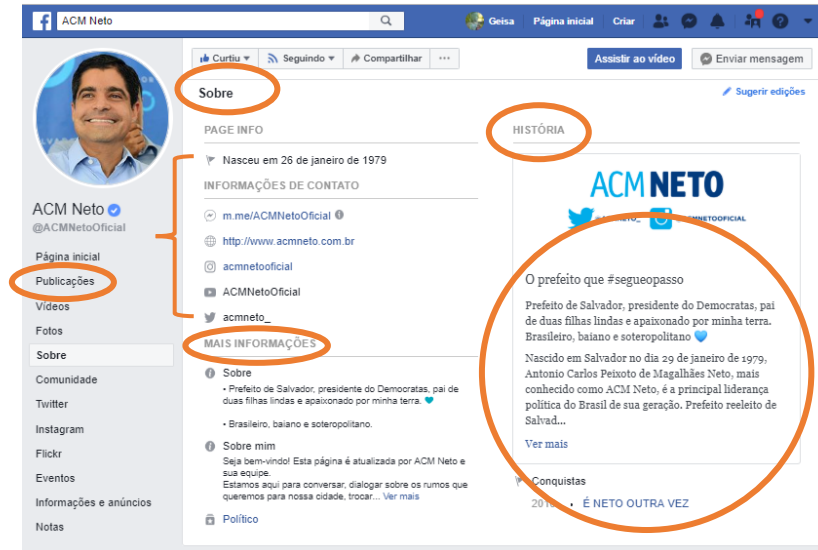 ACM Neto
Geisa
Página inicial
Criar
Curtiu
Seguindo
Compartilhar
Assistir ao vídeo
Enviar mensagem
ACM Neto
@ACMNetoOficial
Página inicial
Publicações
Vídeos
Fotos
Sobre
Comunidade
Twitter
Instagram
Flickr
Eventos
Informações e anúncios
Notas
Sobre
Sugerir edições
PAGE INFO
Nasceu em 26 de janeiro de 1979
INFORMAÇÕES DE CONTATO
m.me/ACMNetoOficial
http://www.acmneto.com.br
acmnetooficial
ACMNetoOficial
acmneto_
MAIS INFORMAÇÕES
Sobre
• Prefeito de Salvador, presidente do Democratas, pai de
duas filhas lindas e apaixonado por minha terra.
• Brasileiro, baiano e soteropolitano.
Sobre mim
Seja bem-vindo! Esta página é atualizada por ACM Neto e
sua equipe.
Estamos aqui para conversar, dialogar sobre os rumos que
queremos para nossa cidade, trocar... Ver mais
Político
HISTÓRIA
ACM NETO
O prefeito que #segueopasso
Prefeito de Salvador, presidente do Democratas, pai
de duas filhas lindas e apaixonado por minha terra.
Brasileiro, baiano e soteropolitano
Nascido em Salvador no dia 29 de janeiro de 1979,
Antonio Carlos Peixoto de Magalhães Neto, mais
conhecido como ACM Neto, é a principal liderança
política do Brasil de sua geração. Prefeito reeleito de
Salvad...
Ver mais
Conquistas
• É NETO OUTRA VEZ